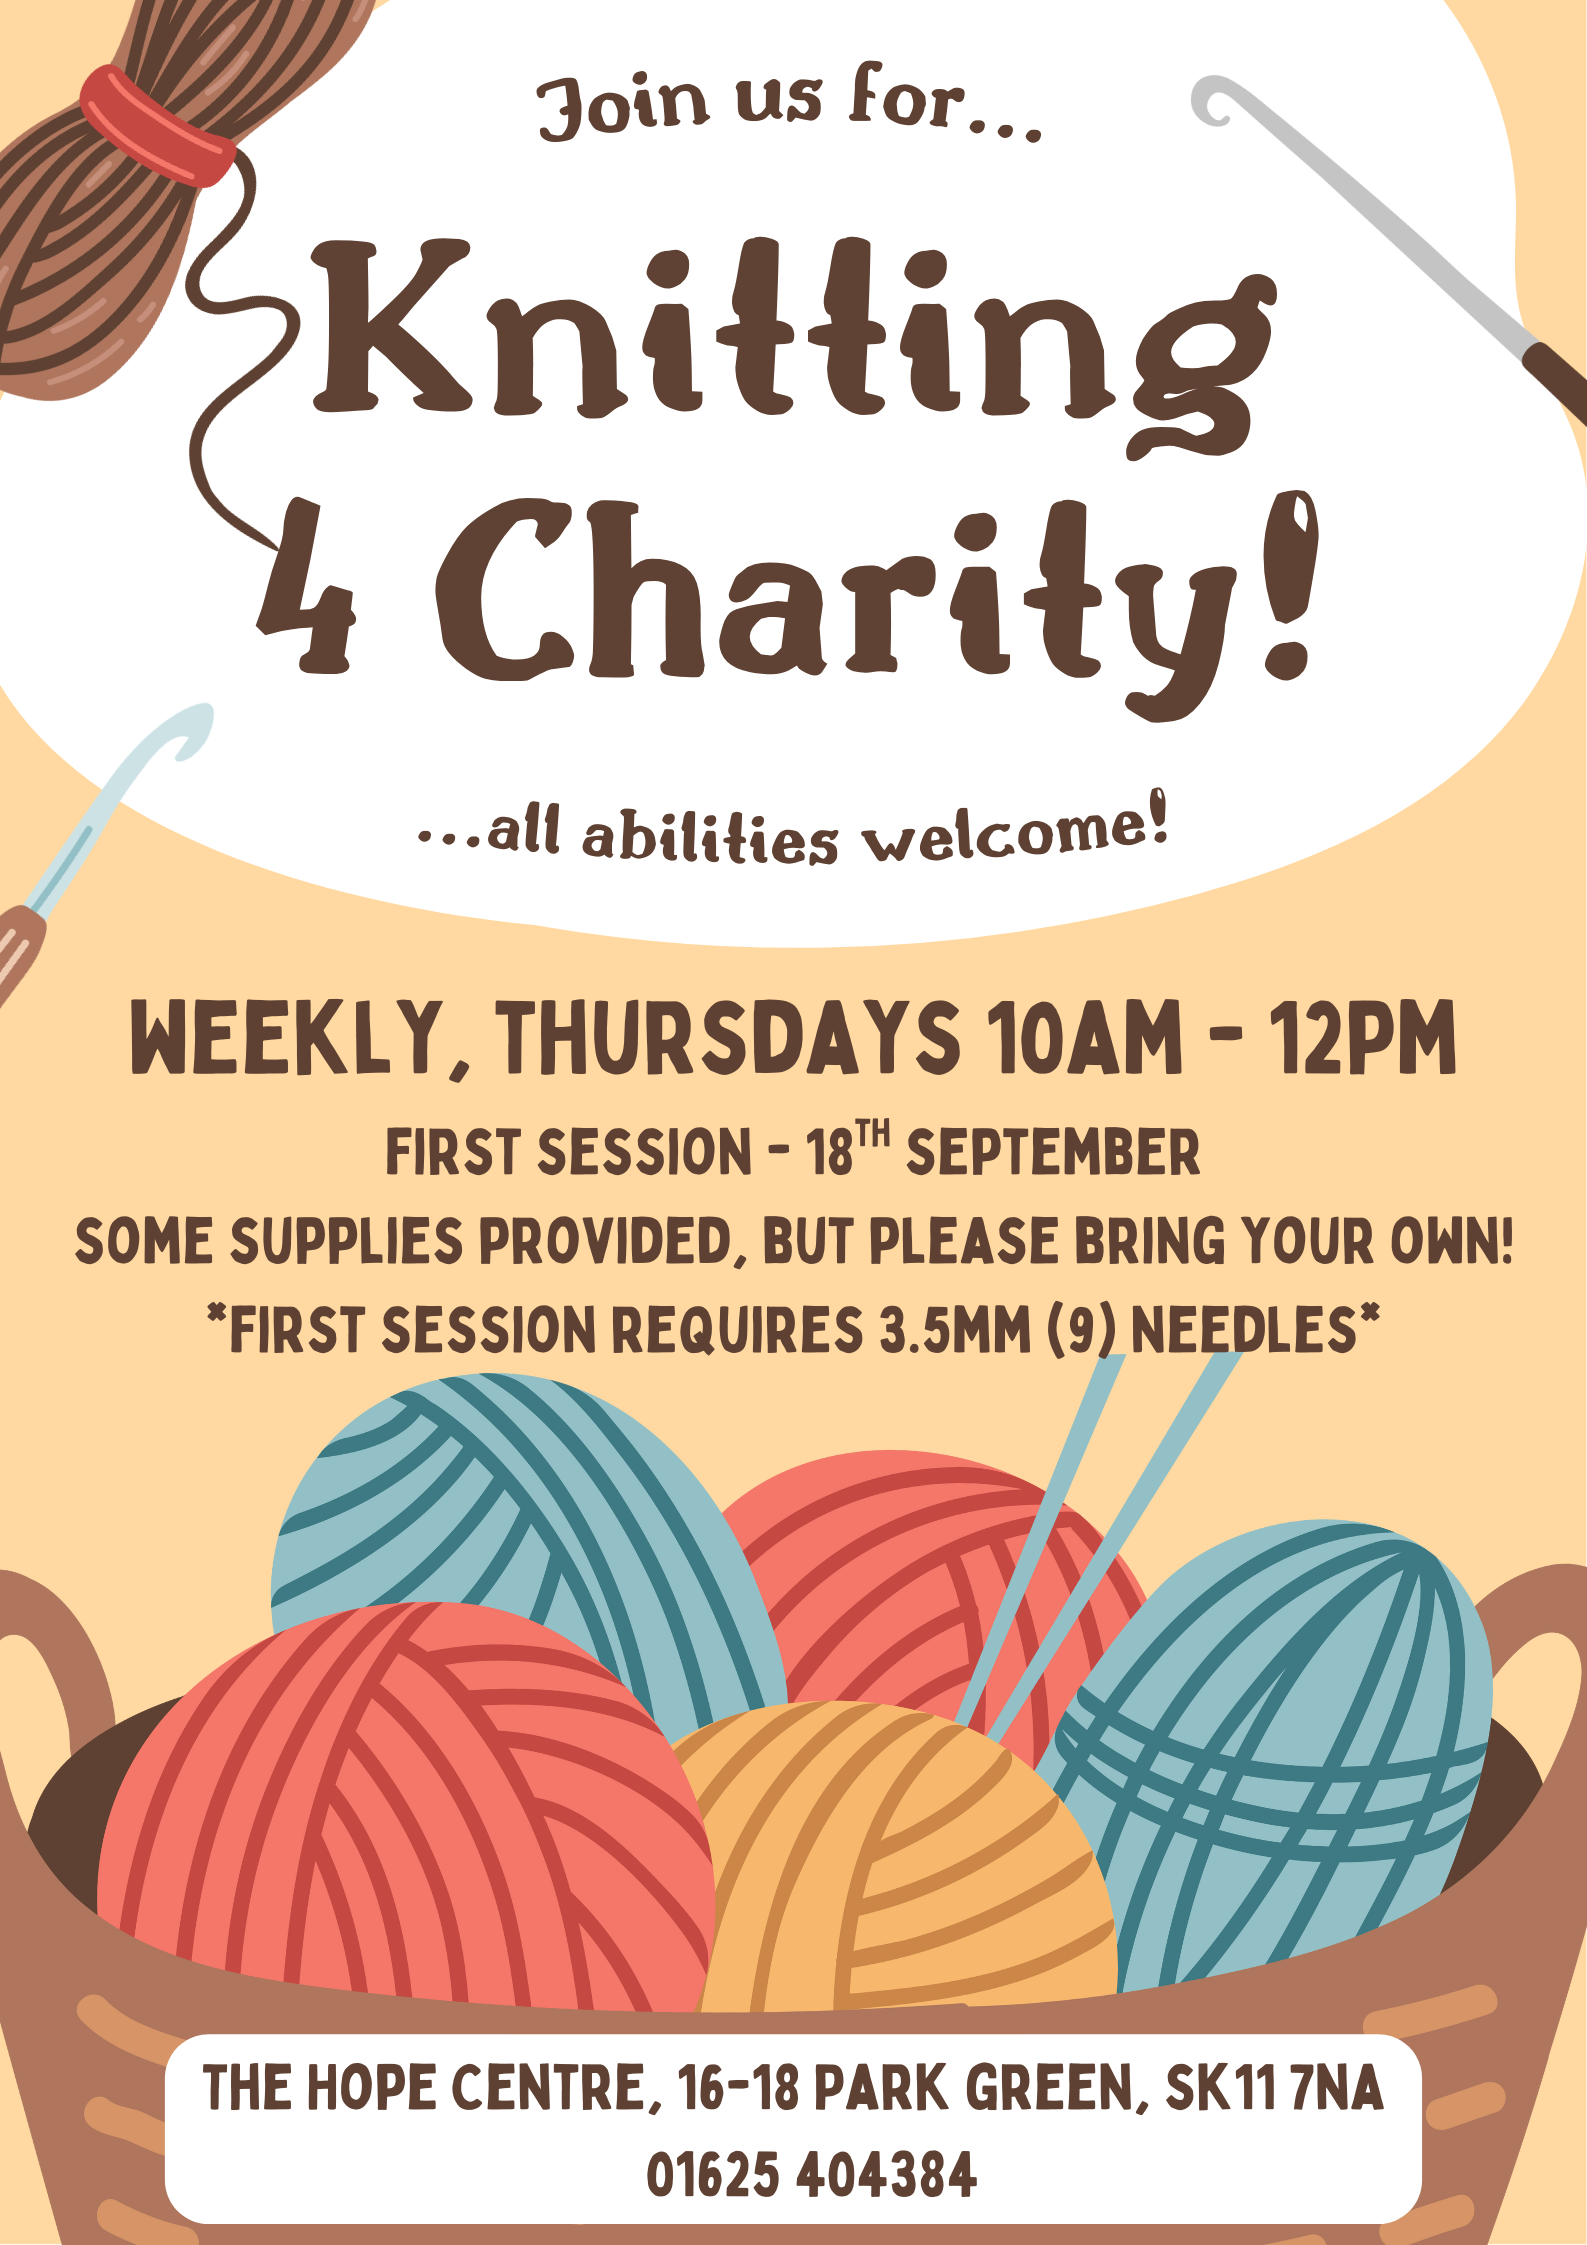 Join us for...
Knitting
4 Charity!
...all abilities welcome!
WEEKLY, THURSDAYS 10AM - 12PM
FIRST SESSION - 18TH SEPTEMBER
SOME SUPPLIES PROVIDED, BUT PLEASE BRING YOUR OWN!
*FIRST SESSION REQUIRES 3.5MM (9) NEEDLES*
THE HOPE CENTRE, 16-18 PARK GREEN, SK11 7NA
01625 404384